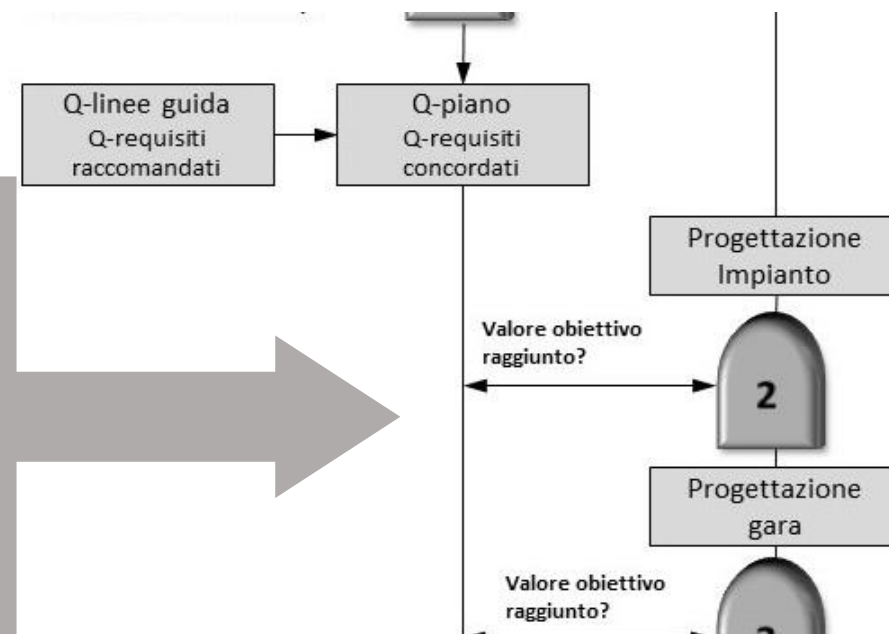 Q-linee guida
Q-requisiti
raccomandati
Q-piano
Q-requisiti
concordati
Progettazione
Impianto
Valore obiettivo
raggiunto?
2
Progettazione
gara
Valore obiettivo
raggiunto?